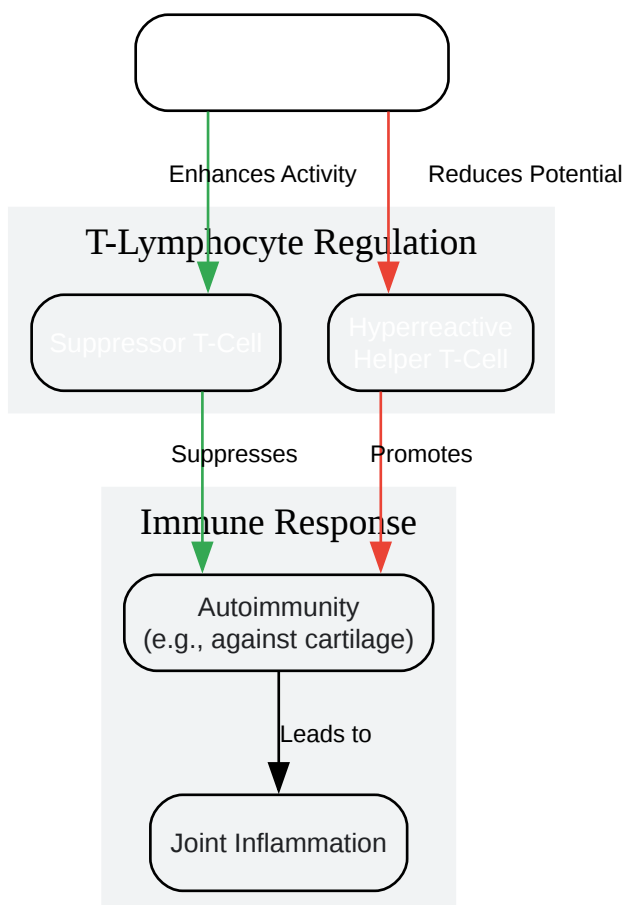 Enhances Activity
Reduces Potential
T-Lymphocyte Regulation
Suppressor T-Cell
Hyperreactive
Helper T-Cell
Suppresses
Promotes
Immune Response
Autoimmunity
(e.g., against cartilage)
Leads to
Joint Inflammation